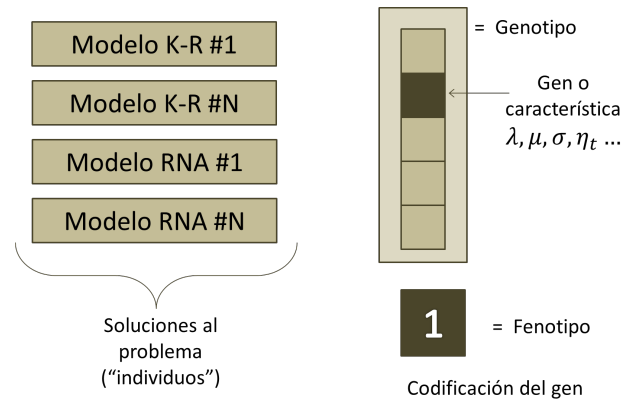 Modelo K-R #1
Modelo K-R #N
Modelo RNA #1
Modelo RNA #N
Soluciones al
problema
(“individuos”)
= Genotipo
Gen o
característica
λ, μ, σ, ηₜ ...
1
= Fenotipo
Codificación del gen